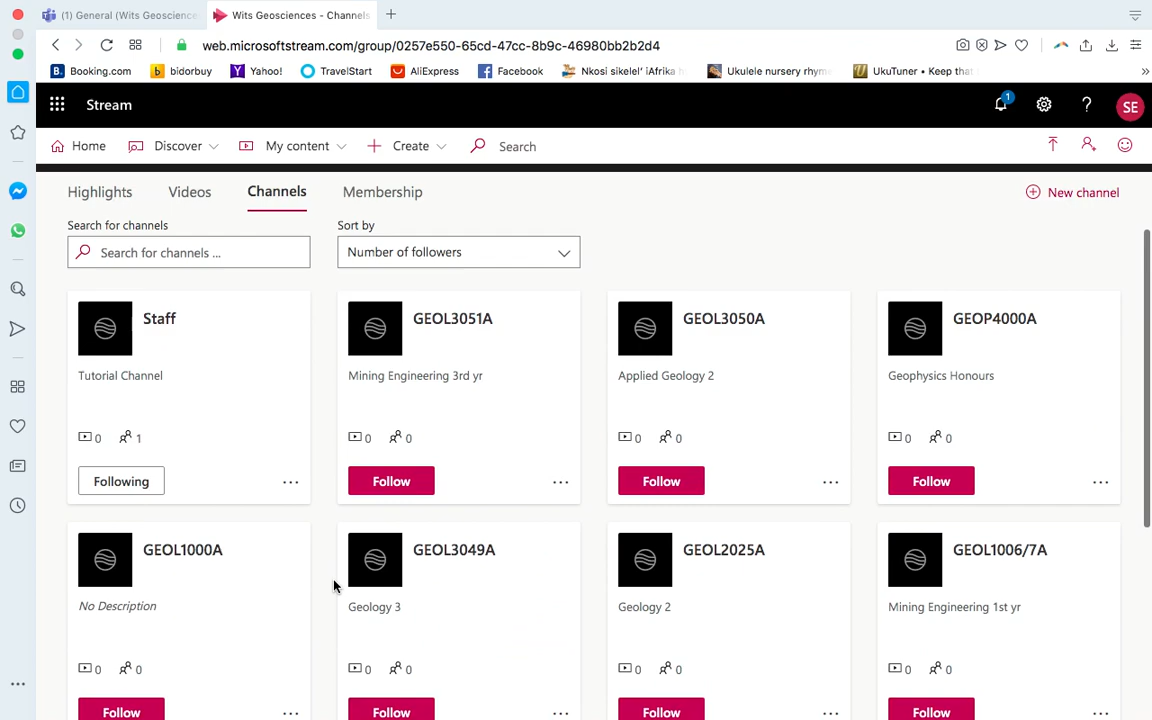 (1) General (Wits Geoscience
Wits Geosciences - Channels
web.microsoftstream.com/group/0257e550-65cd-47cc-8b9c-46980bb2b2d4
Booking.com
bidorbuy
Yahoo!
TravelStart
AliExpress
Facebook
Nkosi sikelel' iAfrika
Ukulele nursery rhym
UkuTuner • Keep tha
Stream
1
SE
Home
Discover
My content
Create
Search
Highlights
Videos
Channels
Membership
New channel
Search for channels
Sort by
Search for channels ...
Number of followers
Staff
GEOL3051A
GEOL3050A
GEOP4000A
Tutorial Channel
Mining Engineering 3rd yr
Applied Geology 2
Geophysics Honours
0 1
0 0
0 0
0 0
Following
Follow
Follow
Follow
GEOL1000A
GEOL3049A
GEOL2025A
GEOL1006/7A
No Description
Geology 3
Geology 2
Mining Engineering 1st yr
0 0
0 0
0 0
0 0
Follow
Follow
Follow
Follow